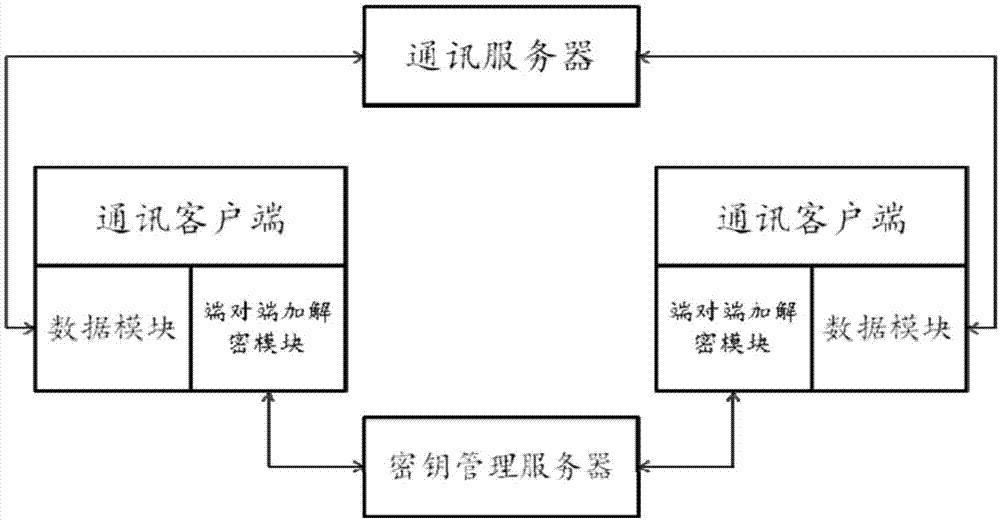 通讯服务器
通讯客户端
数据模块
端对端加解
密模块
通讯客户端
端对端加解
密模块
数据模块
密钥管理服务器